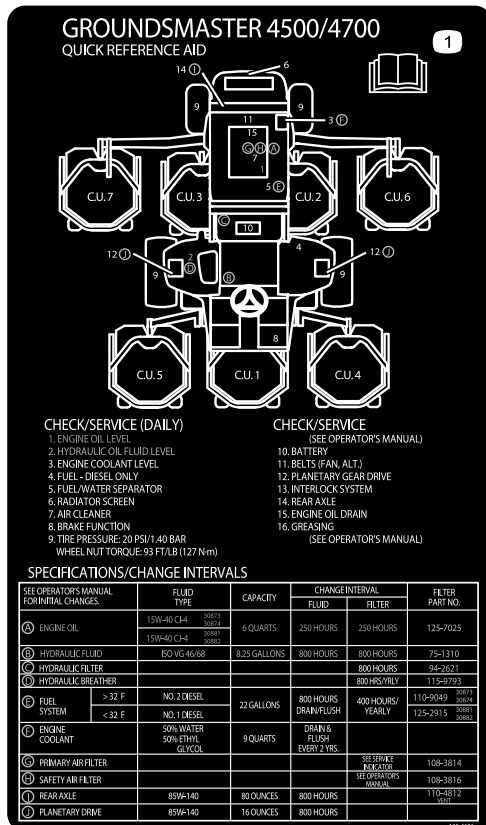 GROUNDSMASTER 4500/4700
QUICK REFERENCE AID
1
6
14 Ⓘ
9
9
11
3 Ⓕ
15
Ⓖ Ⓗ Ⓐ
7
1
5 Ⓔ
C.U. 7
C.U. 3
C.U. 2
C.U. 6
Ⓒ
10
12 Ⓙ
2
Ⓓ
4
12 Ⓙ
9
Ⓑ
9
8
C.U. 5
C.U. 1
C.U. 4
CHECK/SERVICE (DAILY)
1. ENGINE OIL LEVEL
2. HYDRAULIC OIL FLUID LEVEL
3. ENGINE COOLANT LEVEL
4. FUEL - DIESEL ONLY
5. FUEL/WATER SEPARATOR
6. RADIATOR SCREEN
7. AIR CLEANER
8. BRAKE FUNCTION
9. TIRE PRESSURE: 20 PSI/1.40 BAR
WHEEL NUT TORQUE: 93 FT/LB (127 N·m)
CHECK/SERVICE
(SEE OPERATOR'S MANUAL)
10. BATTERY
11. BELTS (FAN, ALT.)
12. PLANETARY GEAR DRIVE
13. INTERLOCK SYSTEM
14. REAR AXLE
15. ENGINE OIL DRAIN
16. GREASING
(SEE OPERATOR'S MANUAL)
SPECIFICATIONS/CHANGE INTERVALS
SEE OPERATOR'S MANUAL FOR INITIAL CHANGES. FLUID TYPE CAPACITY CHANGE INTERVAL FLUID FILTER FILTER PART NO.
Ⓐ ENGINE OIL 15W-40 CJ-4 30873 30874 6 QUARTS 250 HOURS 250 HOURS 125-7025
15W-40 CI-4 30881 30882
Ⓑ HYDRAULIC FLUID ISO VG 46/68 8.25 GALLONS 800 HOURS 800 HOURS 75-1310
Ⓒ HYDRAULIC FILTER 800 HOURS 94-2621
Ⓓ HYDRAULIC BREATHER 800 HRS/YRLY 115-9793
Ⓔ FUEL SYSTEM > 32 F NO. 2 DIESEL 22 GALLONS 800 HOURS DRAIN/FLUSH 400 HOURS/ YEARLY 110-9049 30873 30874
< 32 F NO. 1 DIESEL 125-2915 30881 30882
Ⓕ ENGINE COOLANT 50% WATER 50% ETHYL GLYCOL 9 QUARTS DRAIN & FLUSH EVERY 2 YRS.
Ⓖ PRIMARY AIR FILTER SEE SERVICE INDICATOR 108-3814
Ⓗ SAFETY AIR FILTER SEE OPERATOR'S MANUAL 108-3816
Ⓘ REAR AXLE 85W-140 80 OUNCES 800 HOURS 110-4812 VENT
Ⓙ PLANETARY DRIVE 85W-140 16 OUNCES 800 HOURS